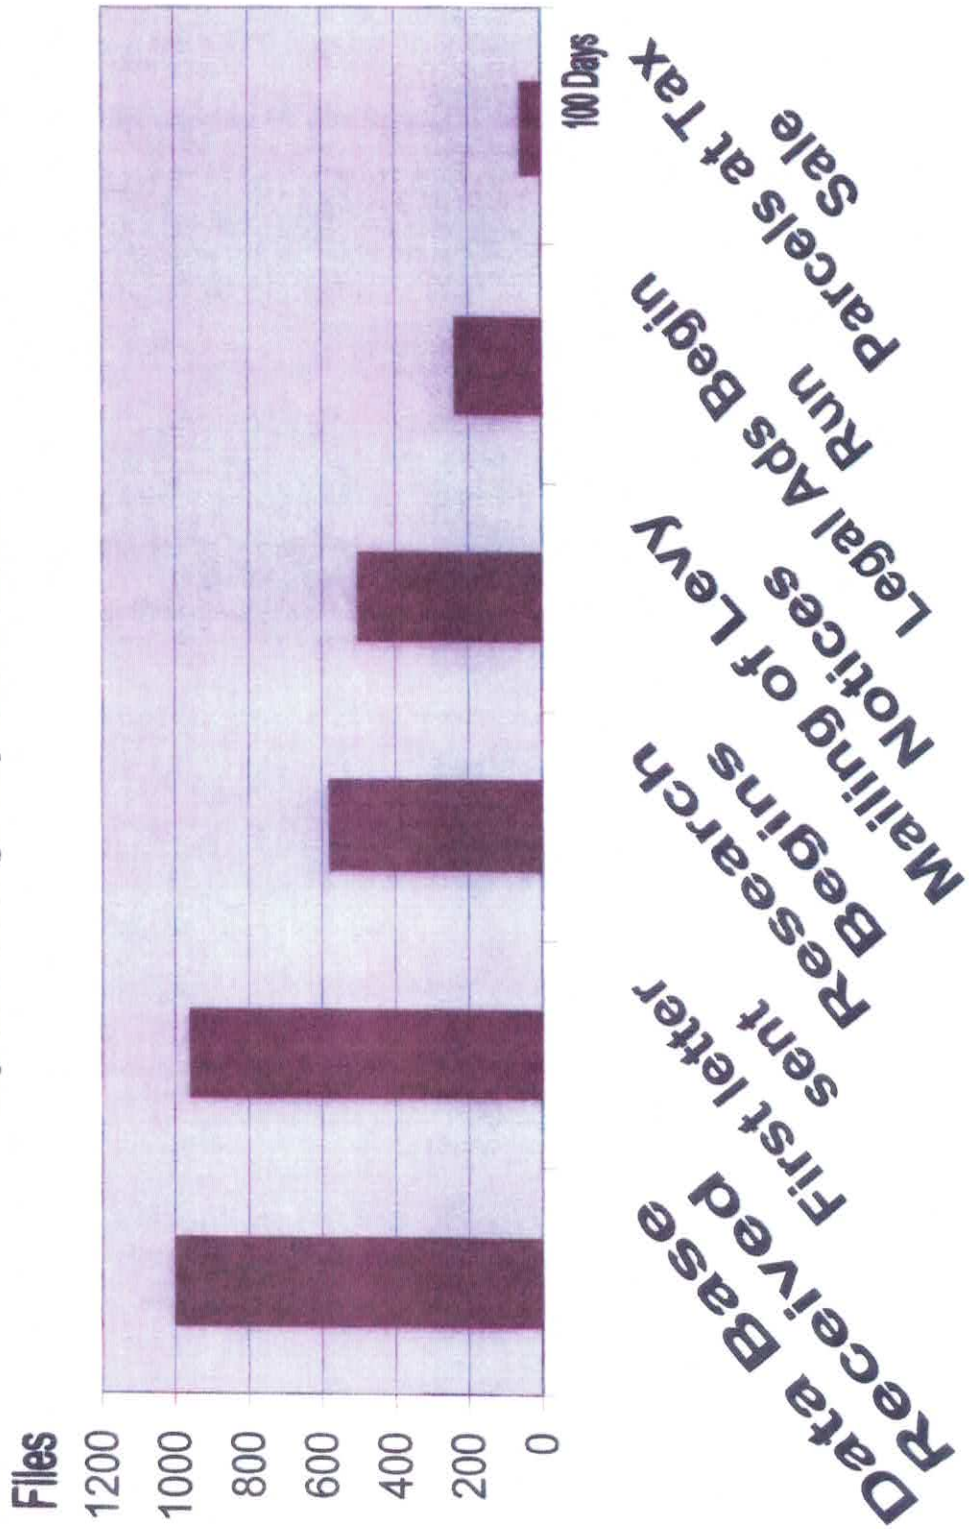 Files
1200
1000
800
600
400
200
0
100 Days
Data Base
Received
First letter
sent
Research
Begins
Mailing of Levy
Notices
Legal Ads Begin
Run
Parcels at Tax
Sale